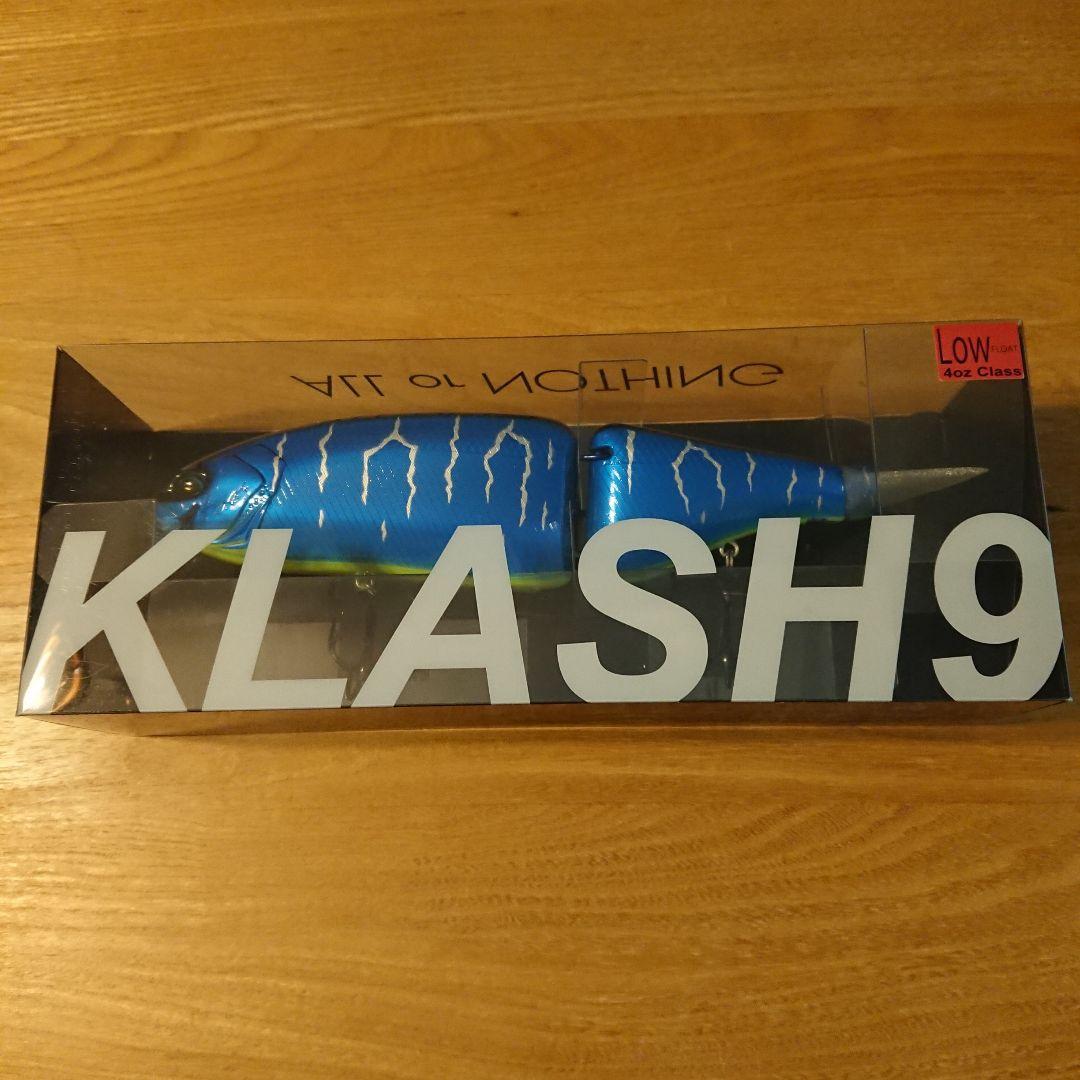 LOW FLOAT
4oz Class
ALL or NOTHING
KLASH9